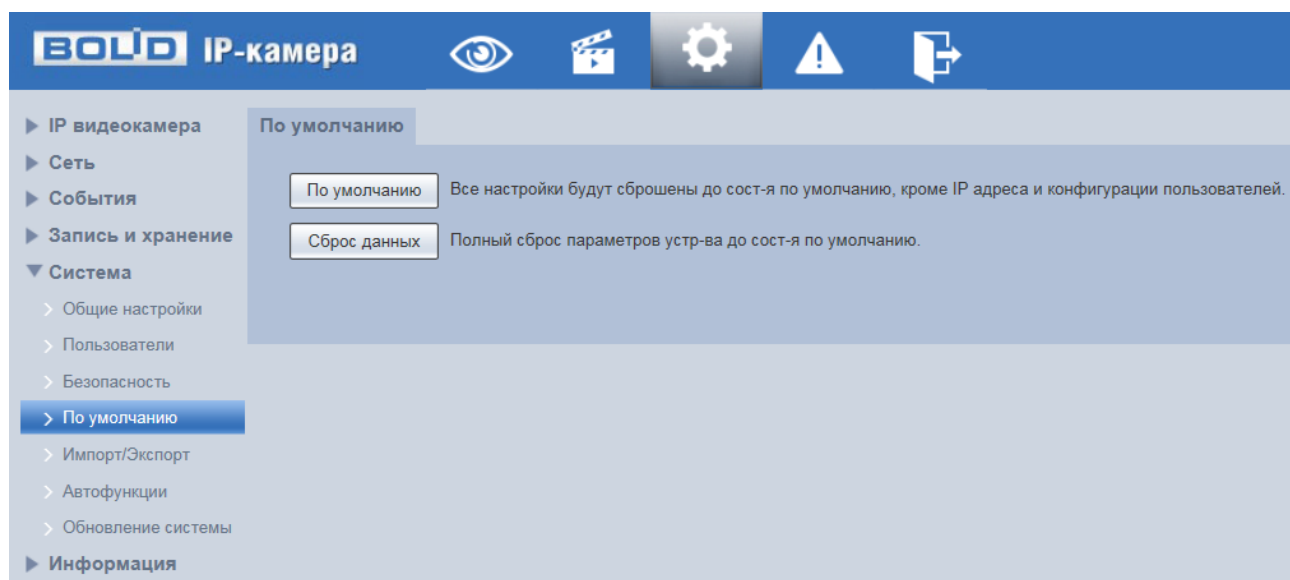 BOLID IP-камера
IP видеокамера
Сеть
События
Запись и хранение
Система
Общие настройки
Пользователи
Безопасность
По умолчанию
Импорт/Экспорт
Автофункции
Обновление системы
Информация
По умолчанию
По умолчанию Все настройки будут сброшены до сост-я по умолчанию, кроме IP адреса и конфигурации пользователей.
Сброс данных Полный сброс параметров устр-ва до сост-я по умолчанию.